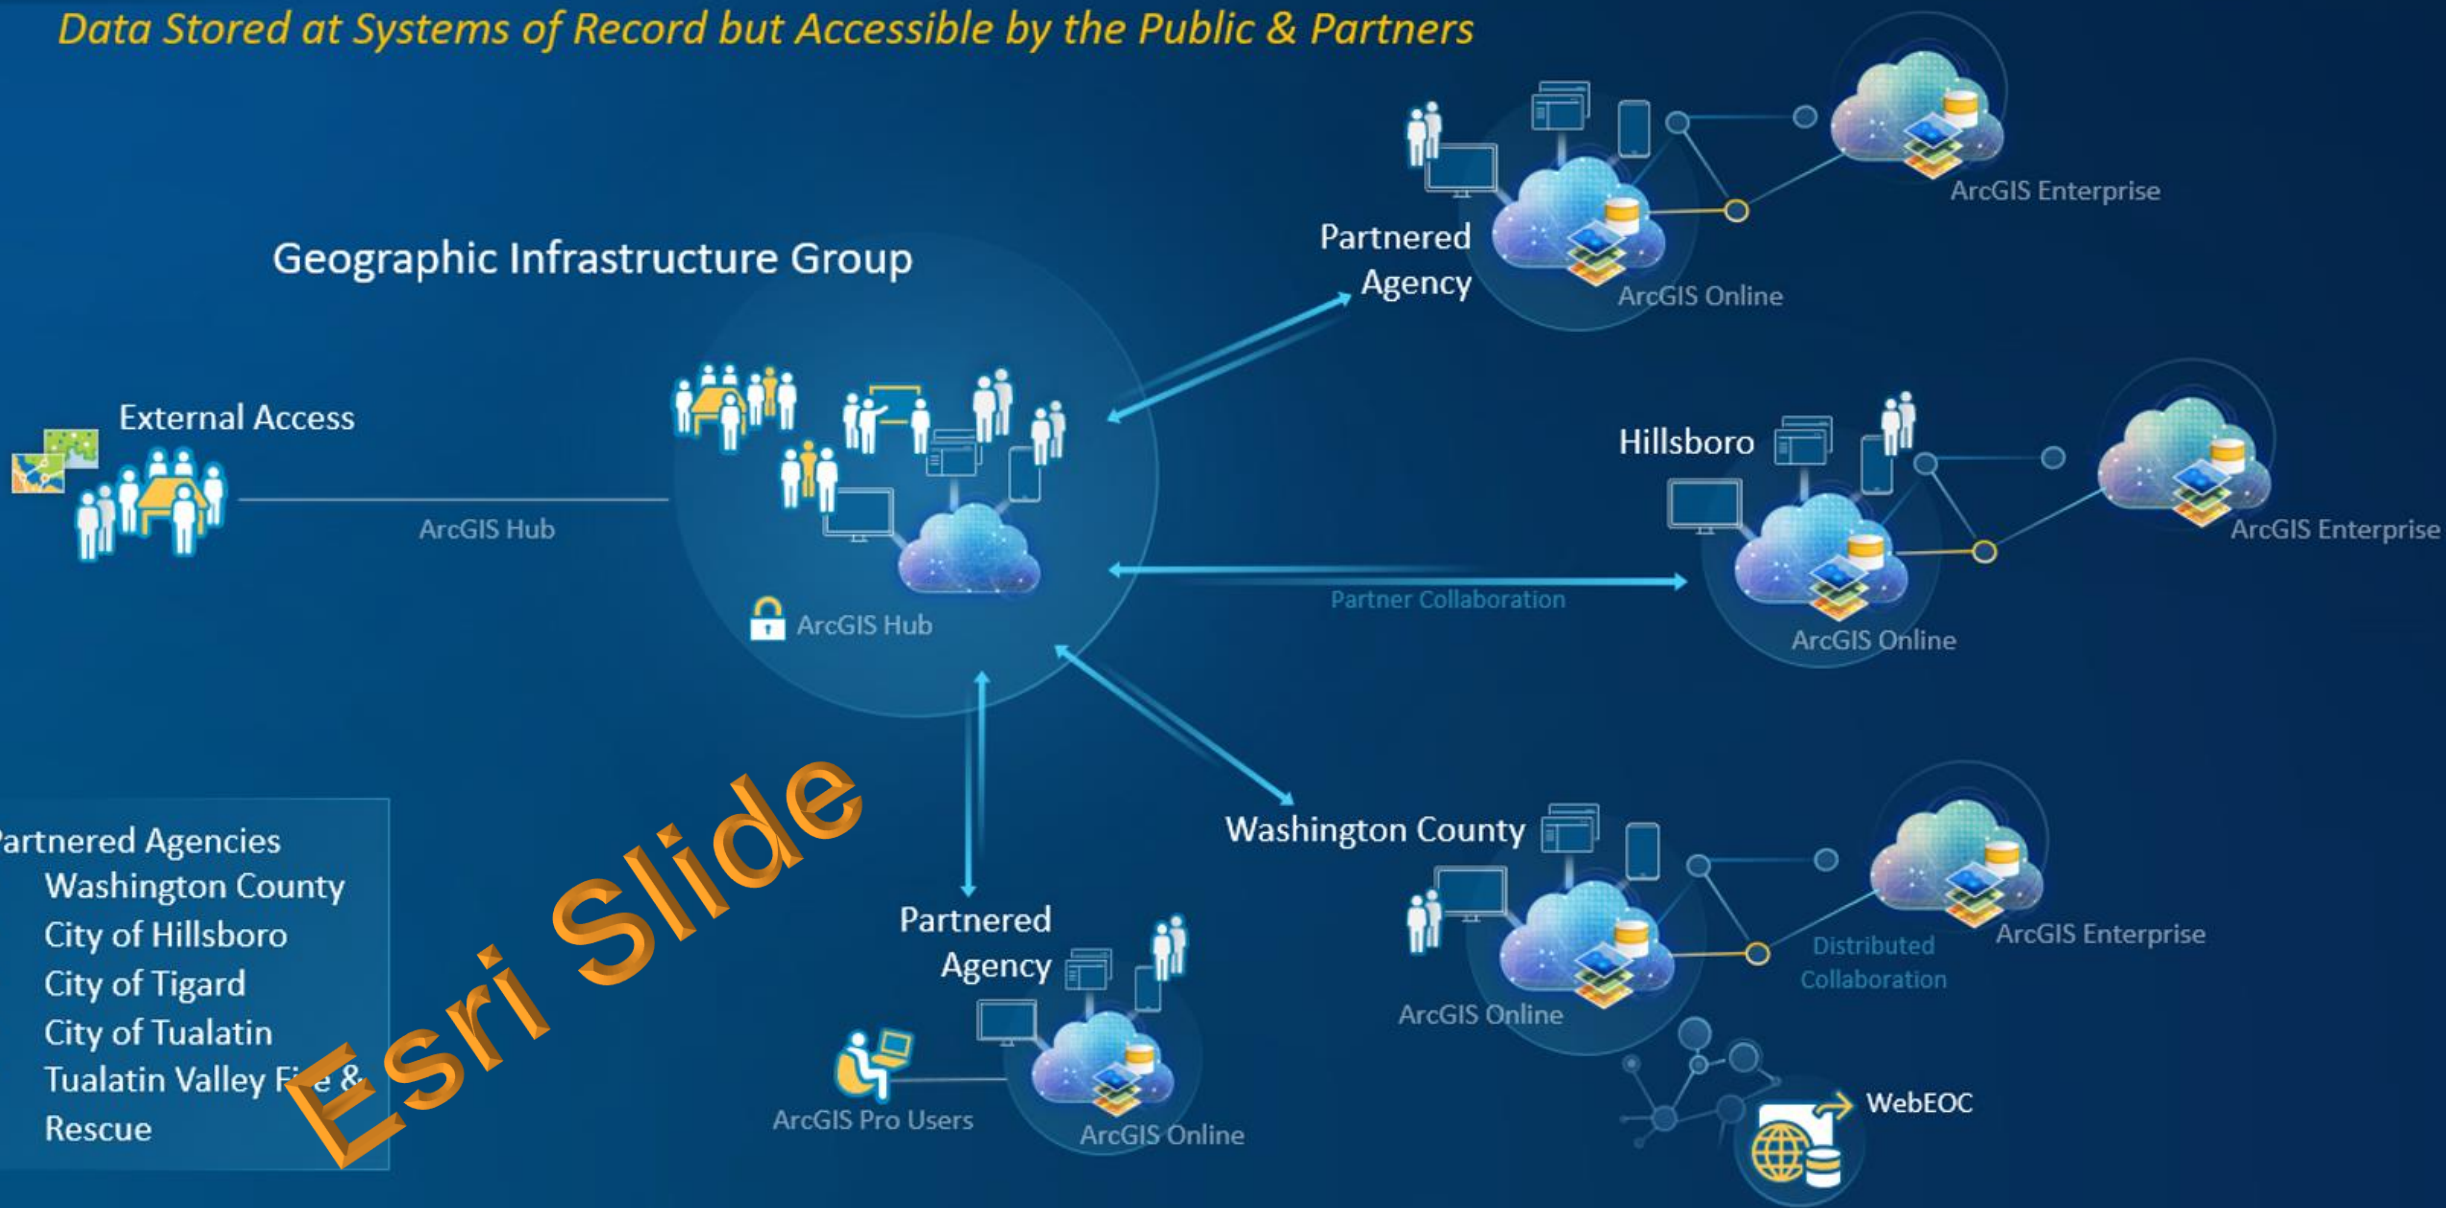 Data Stored at Systems of Record but Accessible by the Public & Partners
ArcGIS Enterprise
Partnered
Agency
ArcGIS Online
Geographic Infrastructure Group
External Access
ArcGIS Hub
ArcGIS Hub
Hillsboro
ArcGIS Enterprise
Partner Collaboration
ArcGIS Online
Washington County
ArcGIS Enterprise
Distributed
Collaboration
ArcGIS Online
WebEOC
Partnered
Agency
ArcGIS Pro Users
ArcGIS Online
Partnered Agencies
Washington County
City of Hillsboro
City of Tigard
City of Tualatin
Tualatin Valley Fire &
Rescue
Esri Slide